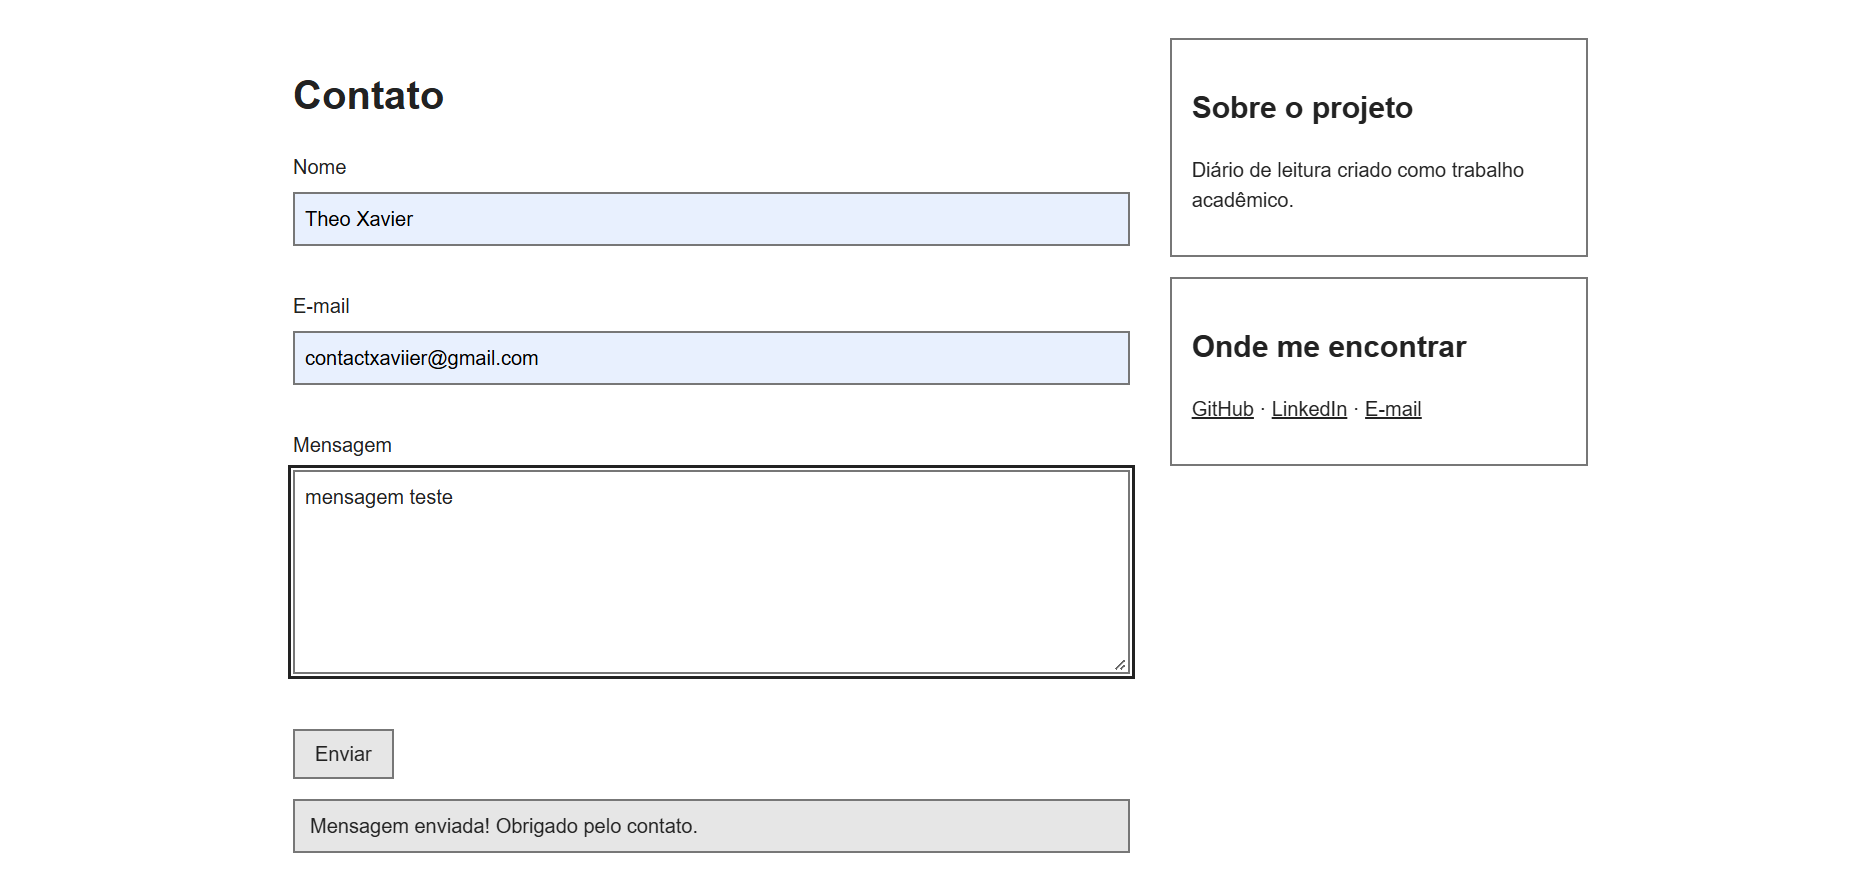 Contato
Nome
Theo Xavier
E-mail
contactxaviier@gmail.com
Mensagem
mensagem teste
Enviar
Mensagem enviada! Obrigado pelo contato.
Sobre o projeto
Diário de leitura criado como trabalho
acadêmico.
Onde me encontrar
GitHub · LinkedIn · E-mail